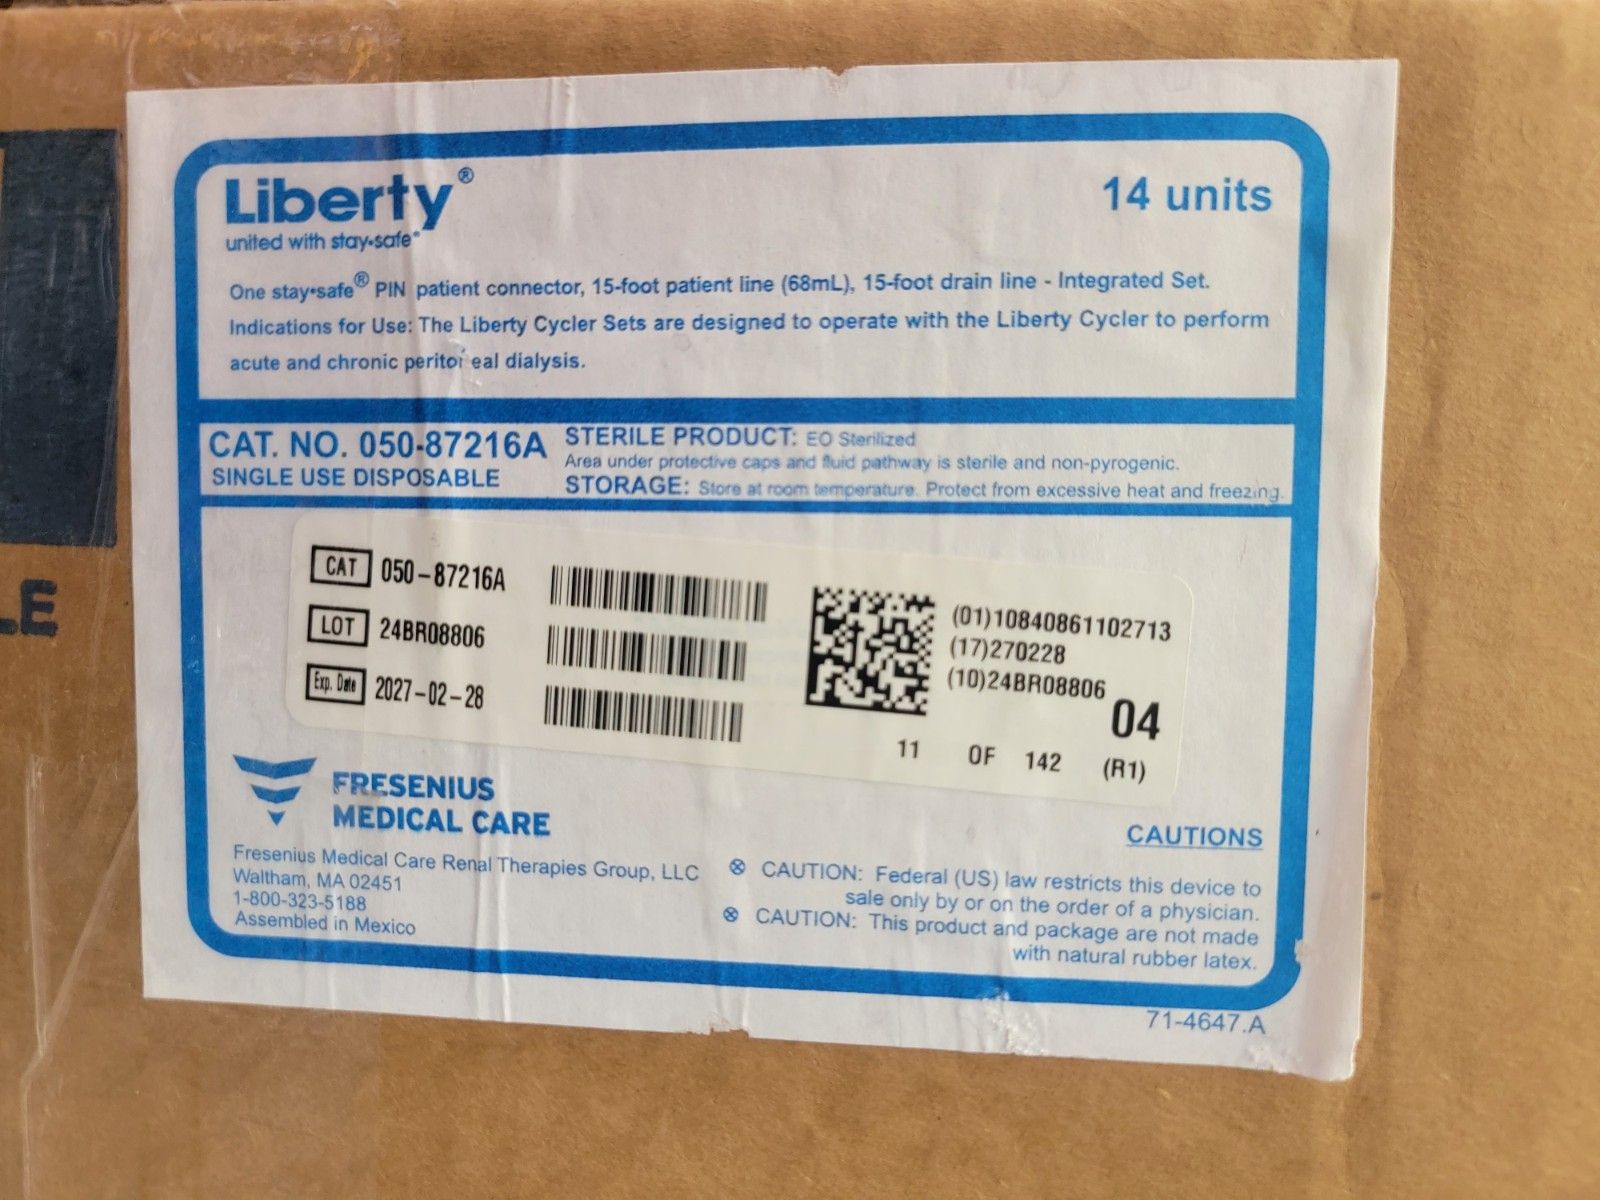 Liberty®
united with stay•safe®
14 units
One stay•safe® PIN patient connector, 15-foot patient line (68mL), 15-foot drain line - Integrated Set.
Indications for Use: The Liberty Cycler Sets are designed to operate with the Liberty Cycler to perform
acute and chronic perito eal dialysis.
CAT. NO. 050-87216A
SINGLE USE DISPOSABLE
STERILE PRODUCT: EO Sterilized
Area under protective caps and fluid pathway is sterile and non-pyrogenic.
STORAGE: Store at room temperature. Protect from excessive heat and freezing.
CAT 050-87216A
LOT 24BR08806
Exp. Date 2027-02-28
(01)10840861102713
(17)270228
(10)24BR08806
04
11 OF 142 (R1)
FRESENIUS
MEDICAL CARE
Fresenius Medical Care Renal Therapies Group, LLC
Waltham, MA 02451
1-800-323-5188
Assembled in Mexico
CAUTIONS
⊗ CAUTION: Federal (US) law restricts this device to
sale only by or on the order of a physician.
⊗ CAUTION: This product and package are not made
with natural rubber latex.
71-4647.A
LE